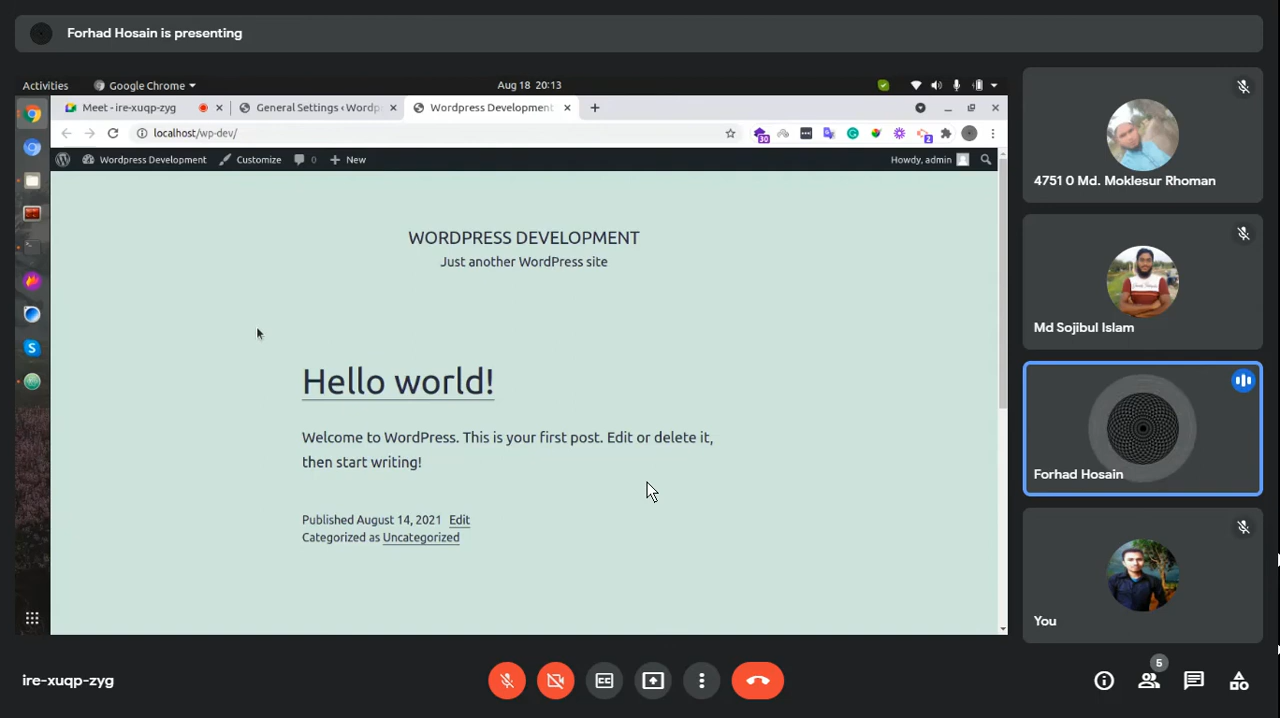 Forhad Hosain is presenting
Activities Google Chrome Aug 18 20:13
Meet - ire-xuqp-zyg General Settings ‹ Wordp Wordpress Development
localhost/wp-dev/ 30 2
Wordpress Development Customize 0 New Howdy, admin
WORDPRESS DEVELOPMENT
Just another WordPress site
Hello world!
Welcome to WordPress. This is your first post. Edit or delete it,
then start writing!
Published August 14, 2021 Edit
Categorized as Uncategorized
4751 0 Md. Moklesur Rhoman
Md Sojibul Islam
Forhad Hosain
You
ire-xuqp-zyg 5